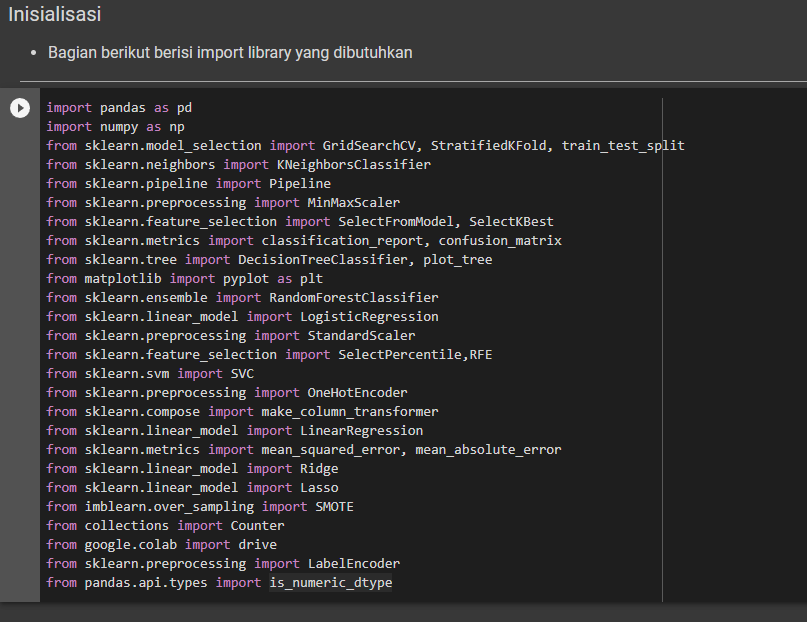 Inisialisasi
• Bagian berikut berisi import library yang dibutuhkan
import pandas as pd
import numpy as np
from sklearn.model_selection import GridSearchCV, StratifiedKFold, train_test_split
from sklearn.neighbors import KNeighborsClassifier
from sklearn.pipeline import Pipeline
from sklearn.preprocessing import MinMaxScaler
from sklearn.feature_selection import SelectFromModel, SelectKBest
from sklearn.metrics import classification_report, confusion_matrix
from sklearn.tree import DecisionTreeClassifier, plot_tree
from matplotlib import pyplot as plt
from sklearn.ensemble import RandomForestClassifier
from sklearn.linear_model import LogisticRegression
from sklearn.preprocessing import StandardScaler
from sklearn.feature_selection import SelectPercentile,RFE
from sklearn.svm import SVC
from sklearn.preprocessing import OneHotEncoder
from sklearn.compose import make_column_transformer
from sklearn.linear_model import LinearRegression
from sklearn.metrics import mean_squared_error, mean_absolute_error
from sklearn.linear_model import Ridge
from sklearn.linear_model import Lasso
from imblearn.over_sampling import SMOTE
from collections import Counter
from google.colab import drive
from sklearn.preprocessing import LabelEncoder
from pandas.api.types import is_numeric_dtype